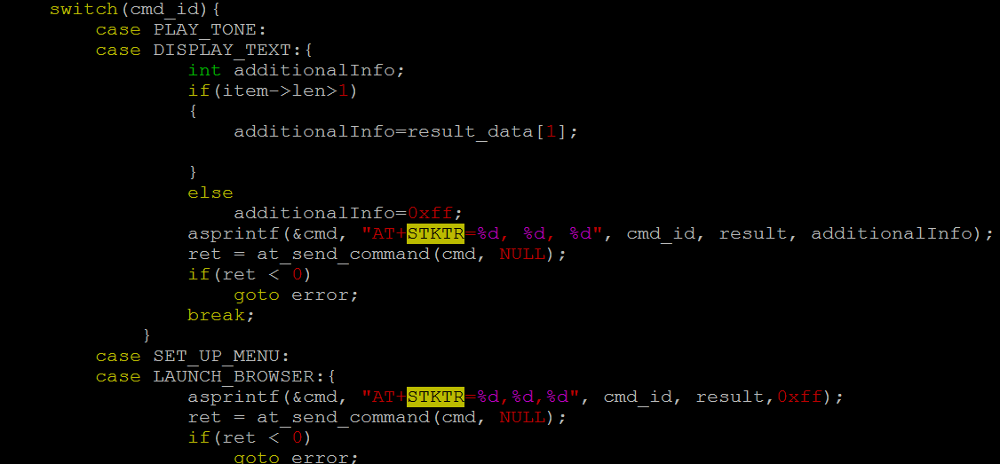 switch(cmd_id){
case PLAY_TONE:
case DISPLAY_TEXT:{
int additionalInfo;
if(item->len>1)
{
additionalInfo=result_data[1];
}
else
additionalInfo=0xff;
asprintf(&cmd, "AT+STKTR=%d, %d, %d", cmd_id, result, additionalInfo);
ret = at_send_command(cmd, NULL);
if(ret < 0)
goto error;
break;
}
case SET_UP_MENU:
case LAUNCH_BROWSER:{
asprintf(&cmd, "AT+STKTR=%d,%d,%d", cmd_id, result,0xff);
ret = at_send_command(cmd, NULL);
if(ret < 0)
goto error;